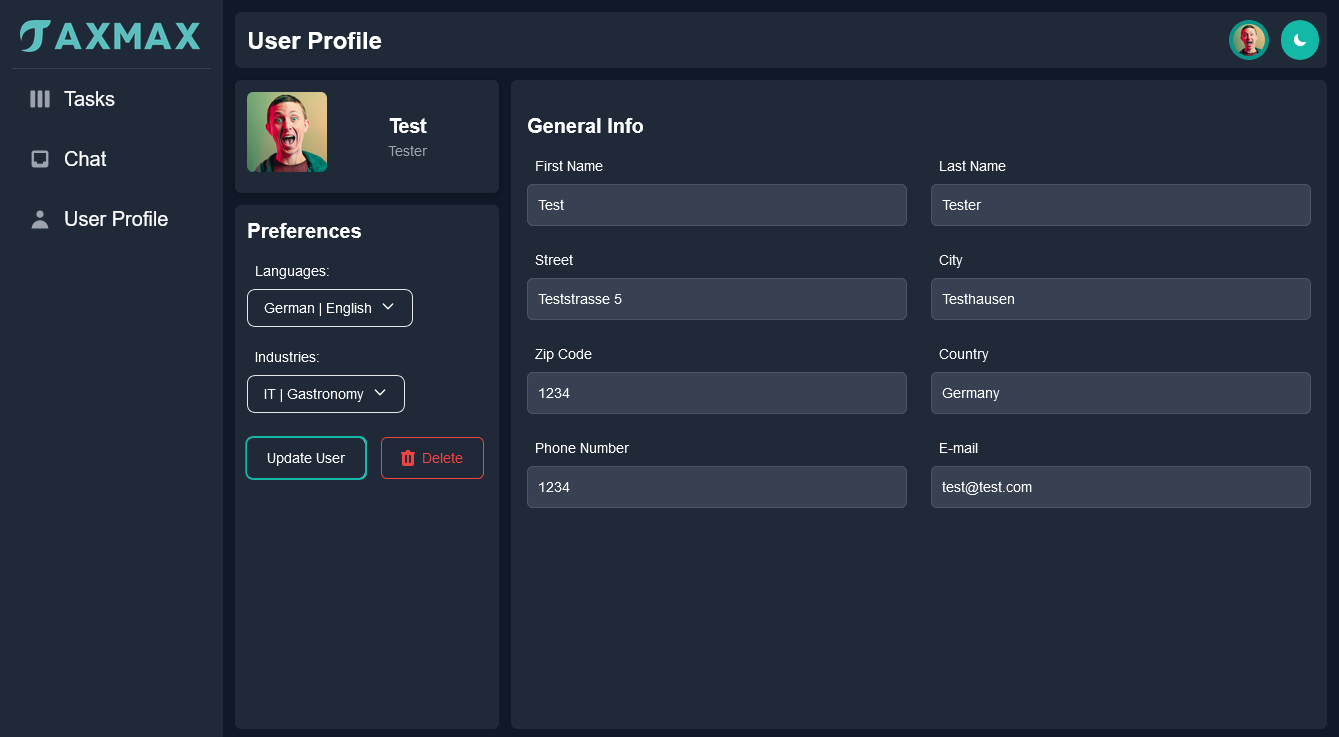 TAXMAX
Tasks
Chat
User Profile
User Profile
Test
Tester
Preferences
Languages:
German | English
Industries:
IT | Gastronomy
Update User
Delete
General Info
First Name
Last Name
Test
Tester
Street
City
Teststrasse 5
Testhausen
Zip Code
Country
1234
Germany
Phone Number
E-mail
1234
test@test.com